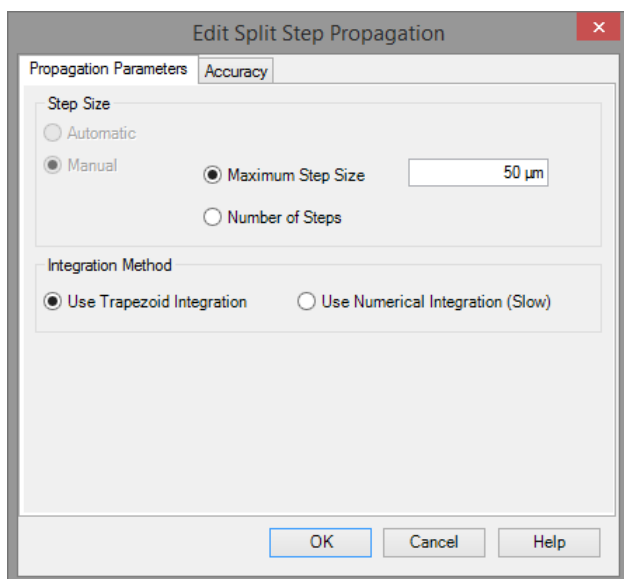 Edit Split Step Propagation
Propagation Parameters Accuracy
Step Size
Automatic
Manual
Maximum Step Size 50 µm
Number of Steps
Integration Method
Use Trapezoid Integration Use Numerical Integration (Slow)
OK Cancel Help